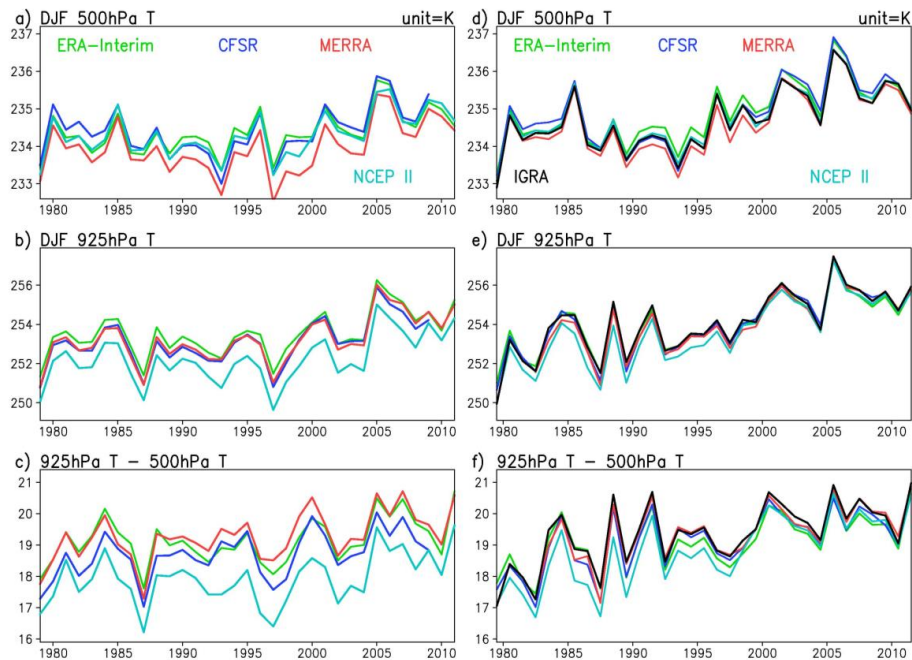 a) DJF 500hPa T unit=K
237
236
235
234
233
ERA-Interim CFSR MERRA
NCEP II
1980 1985 1990 1995 2000 2005 2010
d) DJF 500hPa T unit=K
237
236
235
234
233
ERA-Interim CFSR MERRA
IGRA NCEP II
1980 1985 1990 1995 2000 2005 2010
b) DJF 925hPa T
256
254
252
250
1980 1985 1990 1995 2000 2005 2010
e) DJF 925hPa T
256
254
252
250
1980 1985 1990 1995 2000 2005 2010
c) 925hPa T - 500hPa T
21
20
19
18
17
16
1980 1985 1990 1995 2000 2005 2010
f) 925hPa T - 500hPa T
21
20
19
18
17
16
1980 1985 1990 1995 2000 2005 2010